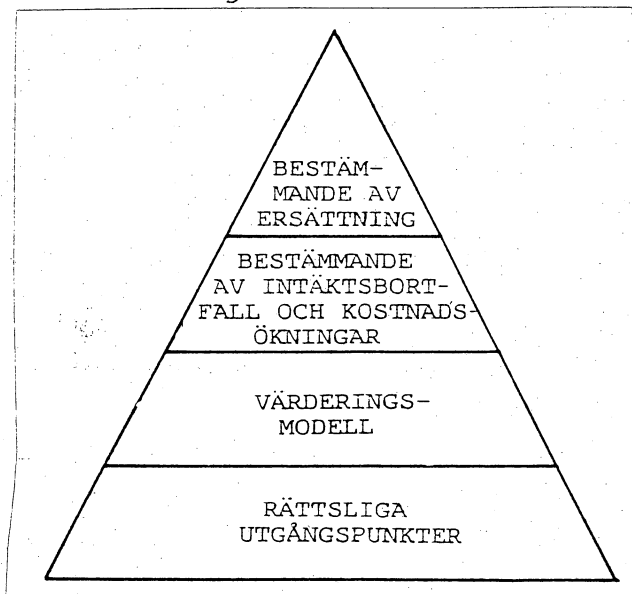 BESTÄM-
MANDE AV
ERSÄTTNING
BESTÄMMANDE
AV INTÄKTSBORT-
FALL OCH KOSTNADS-
ÖKNINGAR
VÄRDERINGS-
MODELL
RÄTTSLIGA
UTGÅNGSPUNKTER